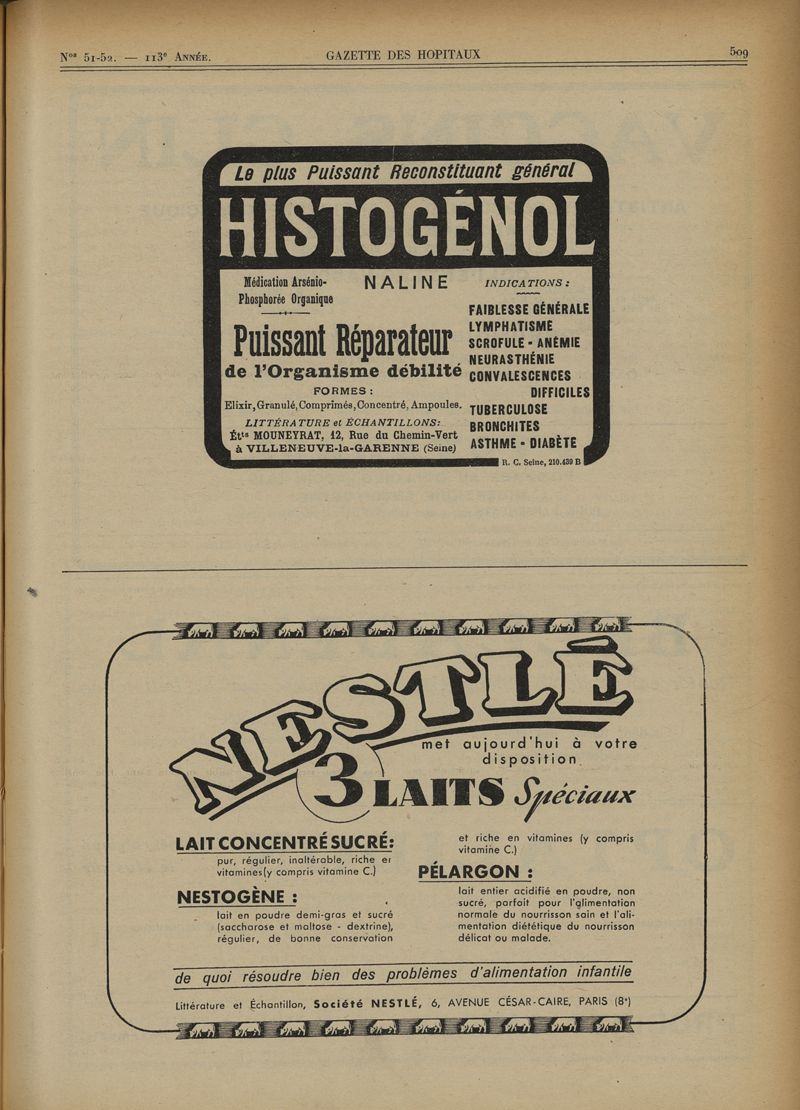 Nos 51-52. — 113e Année.
GAZETTE DES HOPITAUX
509
Le plus Puissant Reconstituant général
HISTOGÉNOL
Médication Arsénio-
Phosphorée Organique
NALINE
Puissant Réparateur
de l'Organisme débilité
FORMES :
Elixir, Granulé, Comprimés, Concentré, Ampoules.
LITTÉRATURE et ÉCHANTILLONS:
Éts MOUNEYRAT, 12, Rue du Chemin-Vert
à VILLENEUVE-la-GARENNE (Seine)
INDICATIONS :
FAIBLESSE GÉNÉRALE
LYMPHATISME
SCROFULE - ANÉMIE
NEURASTHÉNIE
CONVALESCENCES
DIFFICILES
TUBERCULOSE
BRONCHITES
ASTHME - DIABÈTE
R. C. Seine, 210.439 B
NESTLÉ
met aujourd'hui à votre
disposition
3 LAITS Spéciaux
LAIT CONCENTRÉ SUCRÉ:
pur, régulier, inaltérable, riche et
vitamines(y compris vitamine C.)
NESTOGÈNE :
lait en poudre demi-gras et sucré
(saccharose et maltose - dextrine),
régulier, de bonne conservation
et riche en vitamines (y compris
vitamine C.)
PÉLARGON :
lait entier acidifié en poudre, non
sucré, parfait pour l'alimentation
normale du nourrisson sain et l'ali-
mentation diététique du nourrisson
délicat ou malade.
de quoi résoudre bien des problèmes d'alimentation infantile
Littérature et Échantillon, Société NESTLÉ, 6, AVENUE CÉSAR-CAIRE, PARIS (8e)